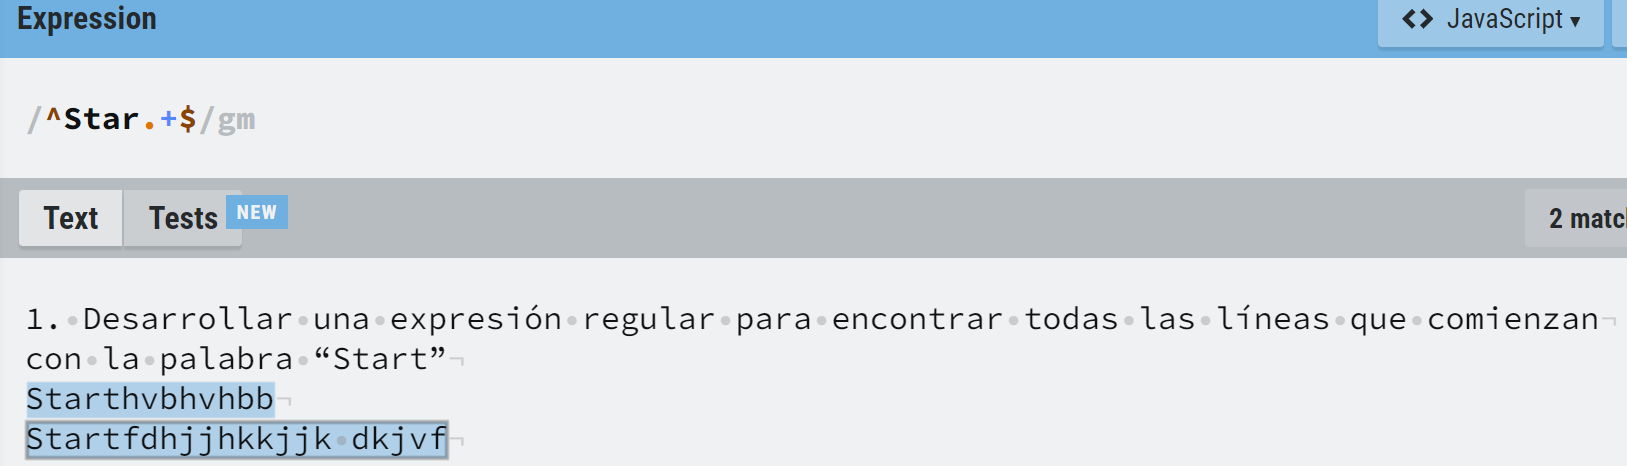 Expression
<> JavaScript ▾
/^Star.+$/gm
Text Tests NEW
2
1. Desarrollar una expresión regular para encontrar todas las líneas que comienzan
con la palabra “Start”
Starthvbhvhbb
Startfdhjjhkkjjk dkjvf